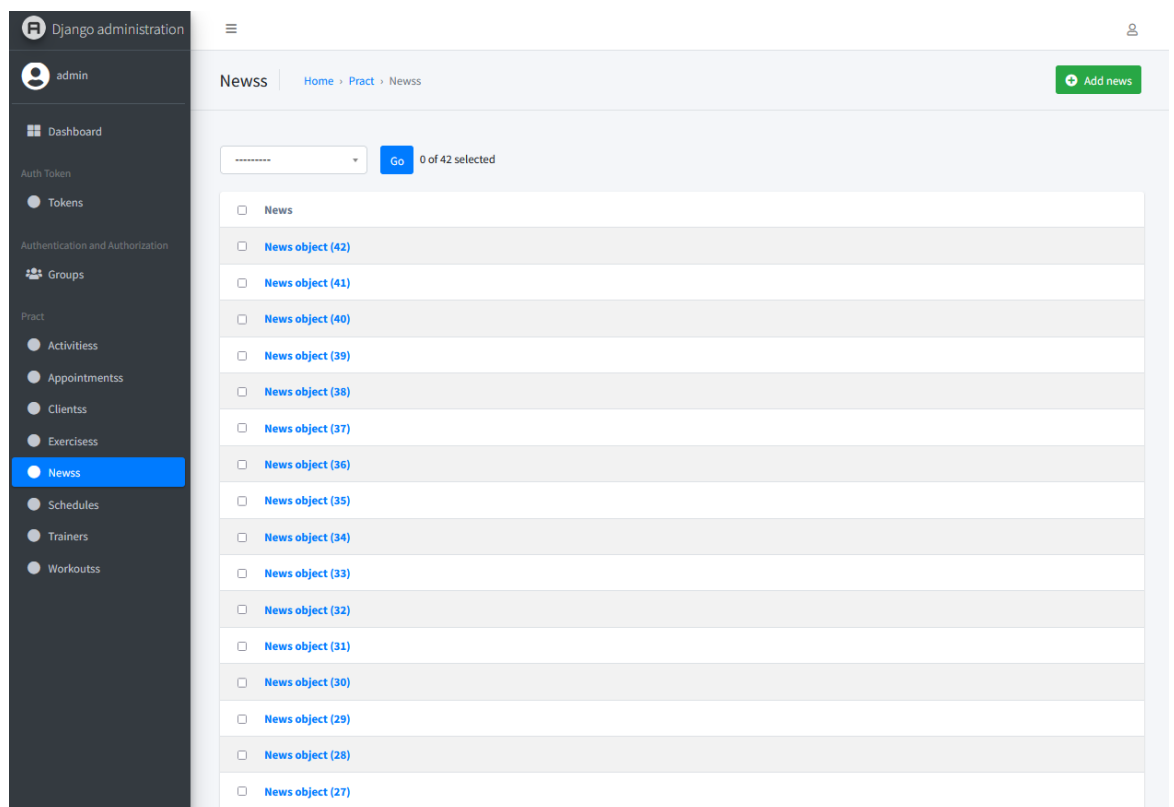 Django administration
admin
Dashboard
Auth Token
Tokens
Authentication and Authorization
Groups
Pract
Activitiess
Appointmentss
Clientss
Exercisess
Newss
Schedules
Trainers
Workoutss
Newss
Home › Pract › Newss
Add news
---------
Go
0 of 42 selected
News
News object (42)
News object (41)
News object (40)
News object (39)
News object (38)
News object (37)
News object (36)
News object (35)
News object (34)
News object (33)
News object (32)
News object (31)
News object (30)
News object (29)
News object (28)
News object (27)